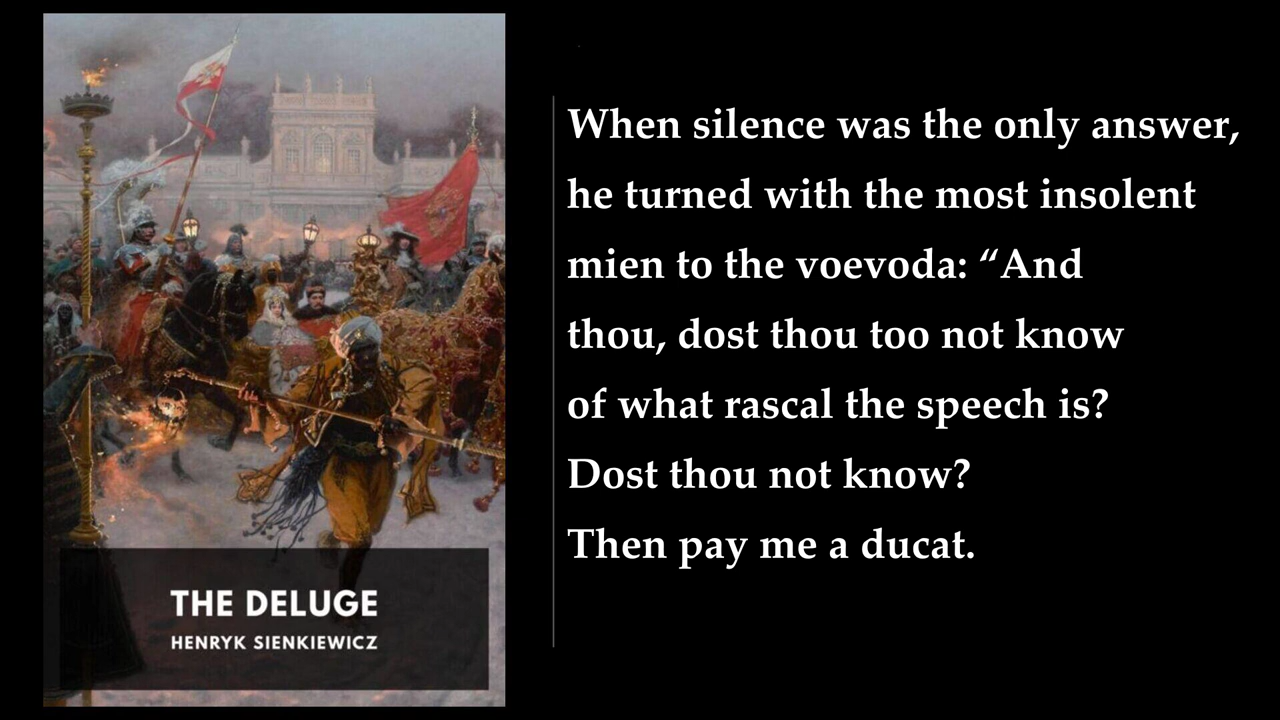 THE DELUGE
HENRYK SIENKIEWICZ
When silence was the only answer,
he turned with the most insolent
mien to the voevoda: “And
thou, dost thou too not know
of what rascal the speech is?
Dost thou not know?
Then pay me a ducat.